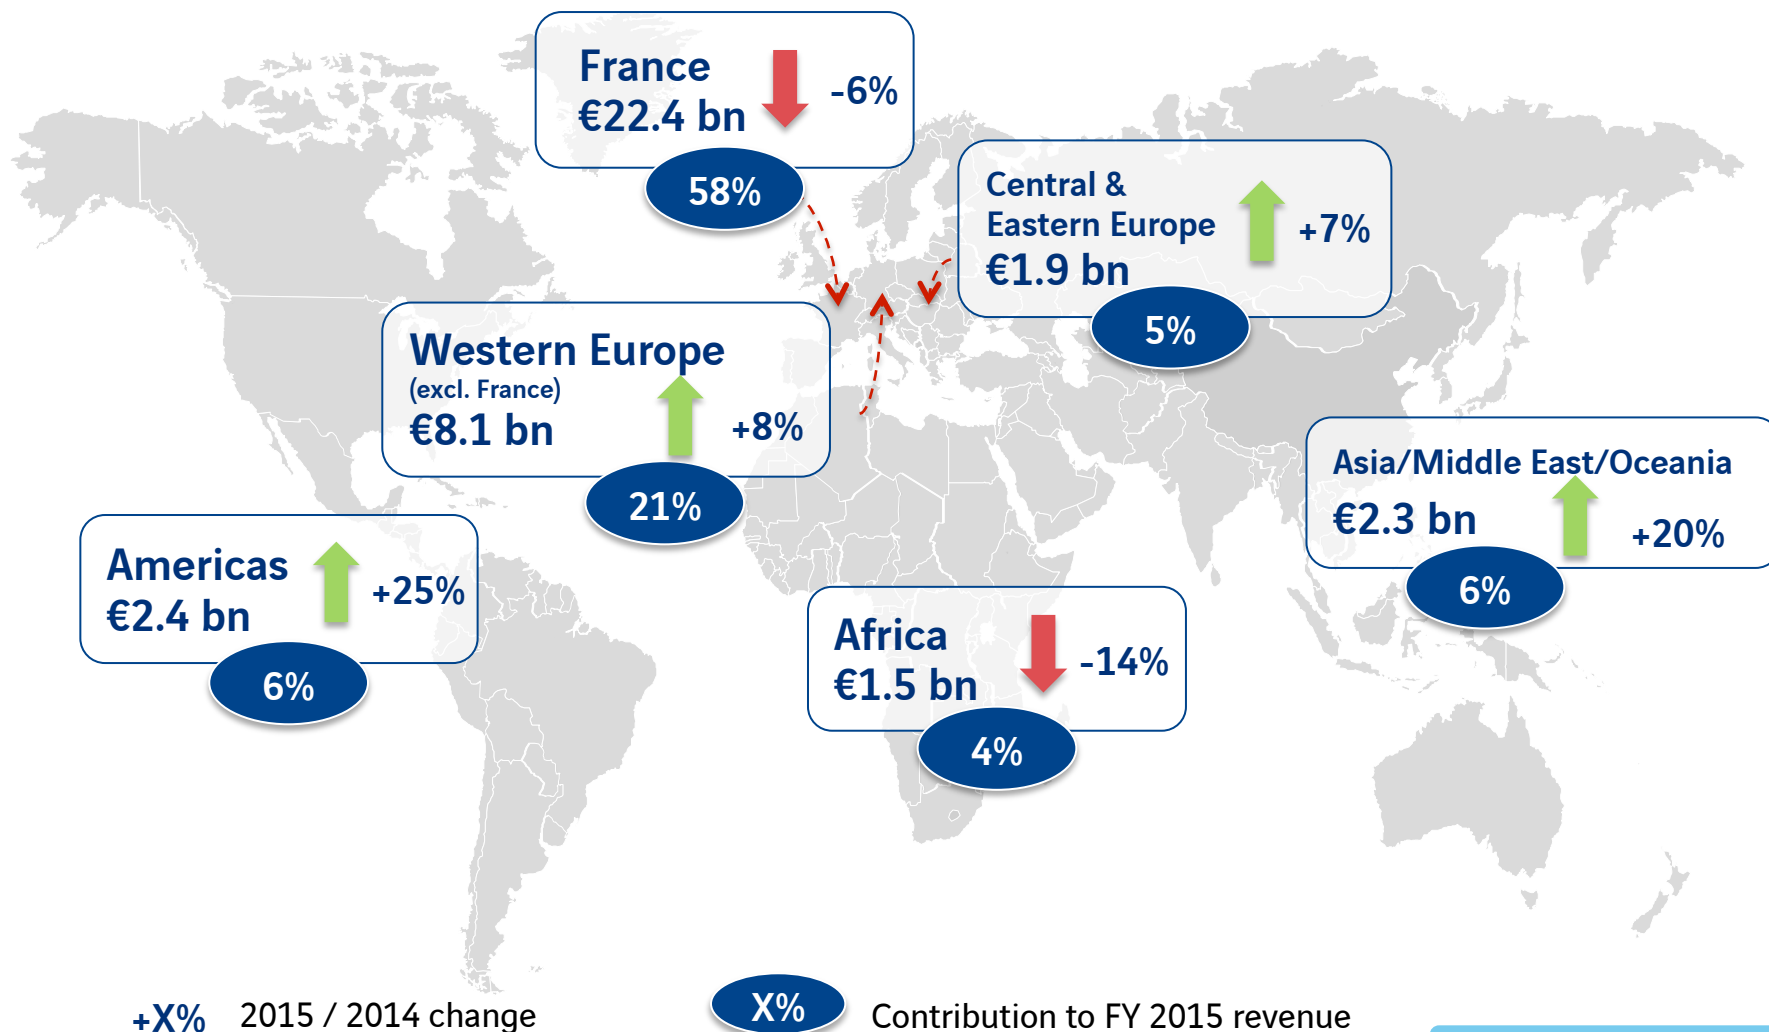 France
€22.4 bn
-6%
58%
Central &
Eastern Europe
€1.9 bn
+7%
5%
Western Europe
(excl. France)
€8.1 bn
+8%
21%
Asia/Middle East/Oceania
€2.3 bn
+20%
6%
Americas
€2.4 bn
+25%
6%
Africa
€1.5 bn
-14%
4%
+X% 2015 / 2014 change
X% Contribution to FY 2015 revenue